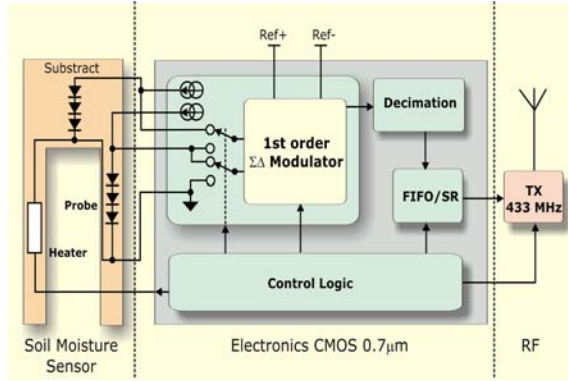 Ref+
Ref-
Substract
1st order
ΣΔ Modulator
Decimation
Probe
Heater
FIFO/SR
TX
433 MHz
Control Logic
Soil Moisture
Sensor
Electronics CMOS 0.7μm
RF